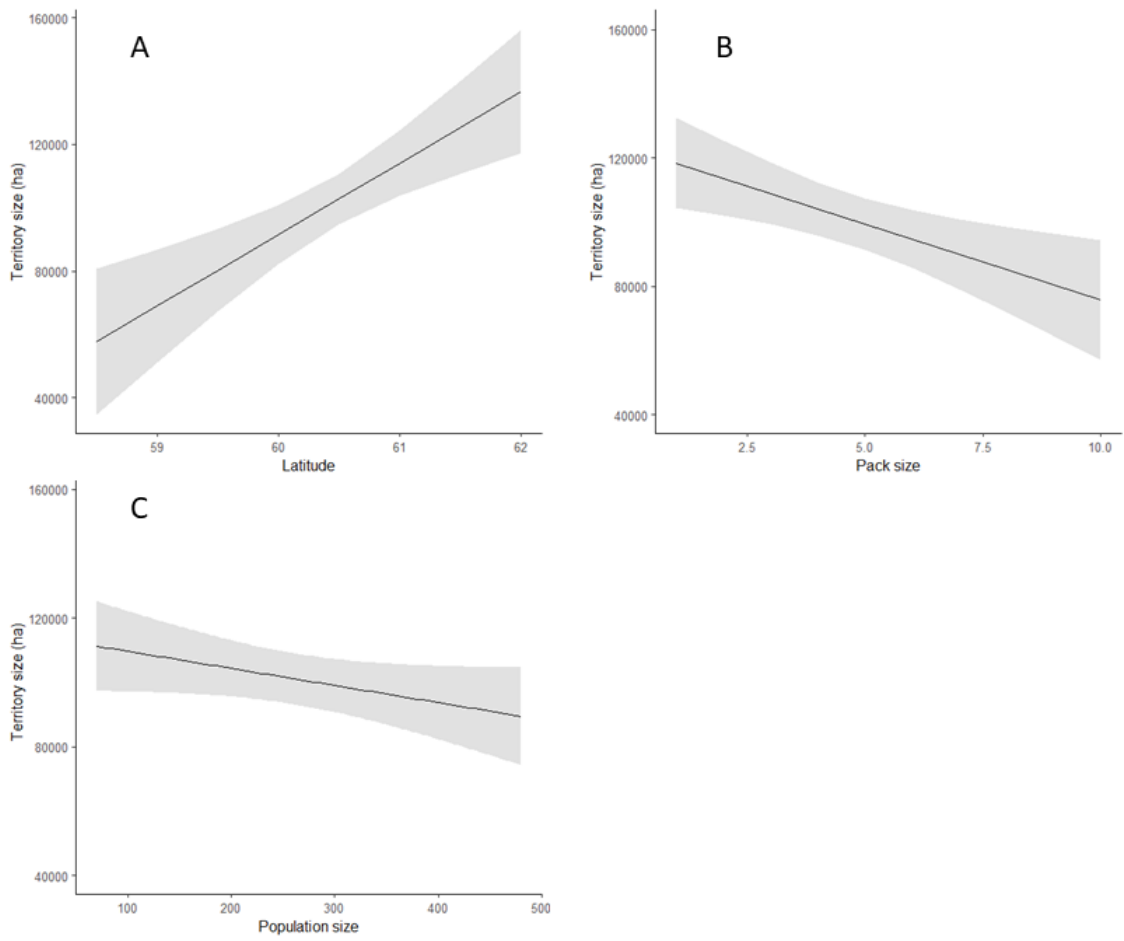 A
160000
120000
80000
40000
Territory size (ha)
59
60
61
62
Latitude
B
160000
120000
80000
40000
Territory size (ha)
2.5
5.0
7.5
10.0
Pack size
C
160000
120000
80000
40000
Territory size (ha)
100
200
300
400
500
Population size